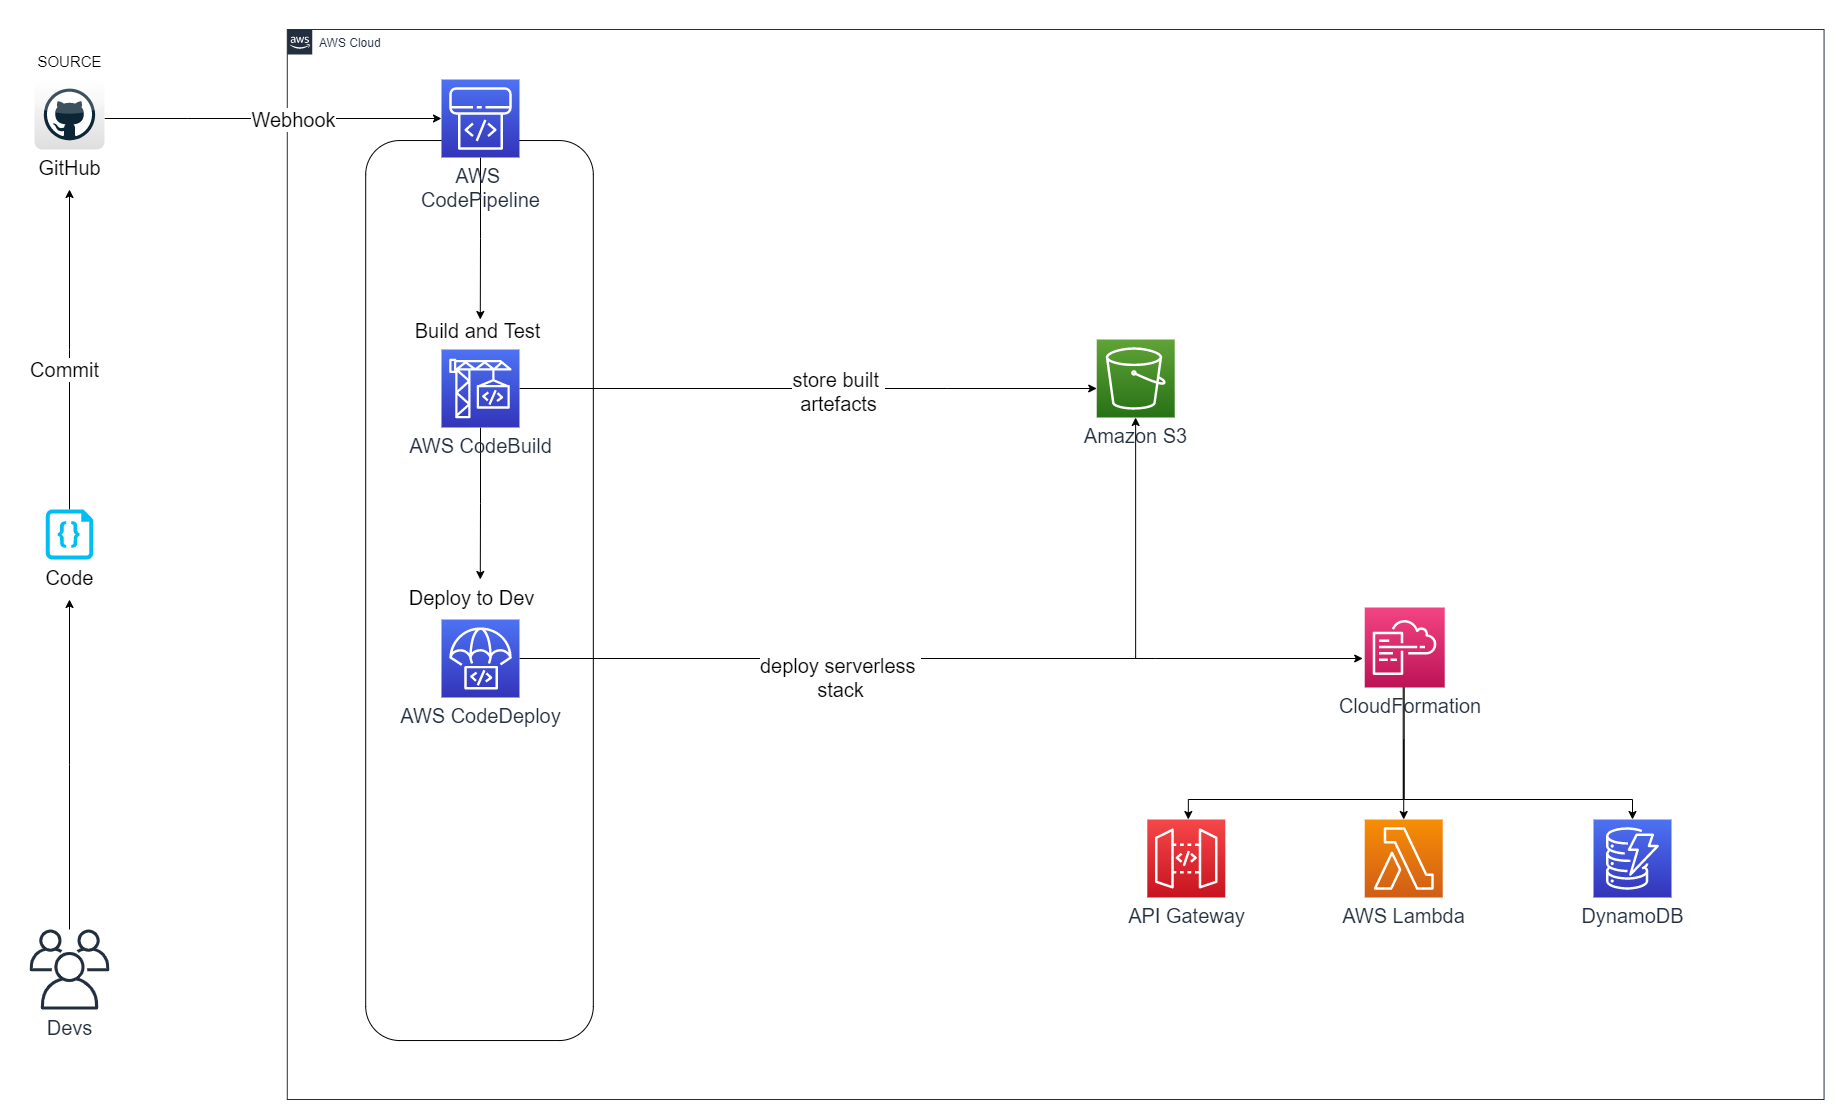 aws
AWS Cloud
SOURCE
GitHub
Webhook
AWS
CodePipeline
Commit
Build and Test
AWS CodeBuild
store built
artefacts
Amazon S3
Code
Deploy to Dev
AWS CodeDeploy
deploy serverless
stack
CloudFormation
API Gateway
AWS Lambda
DynamoDB
Devs